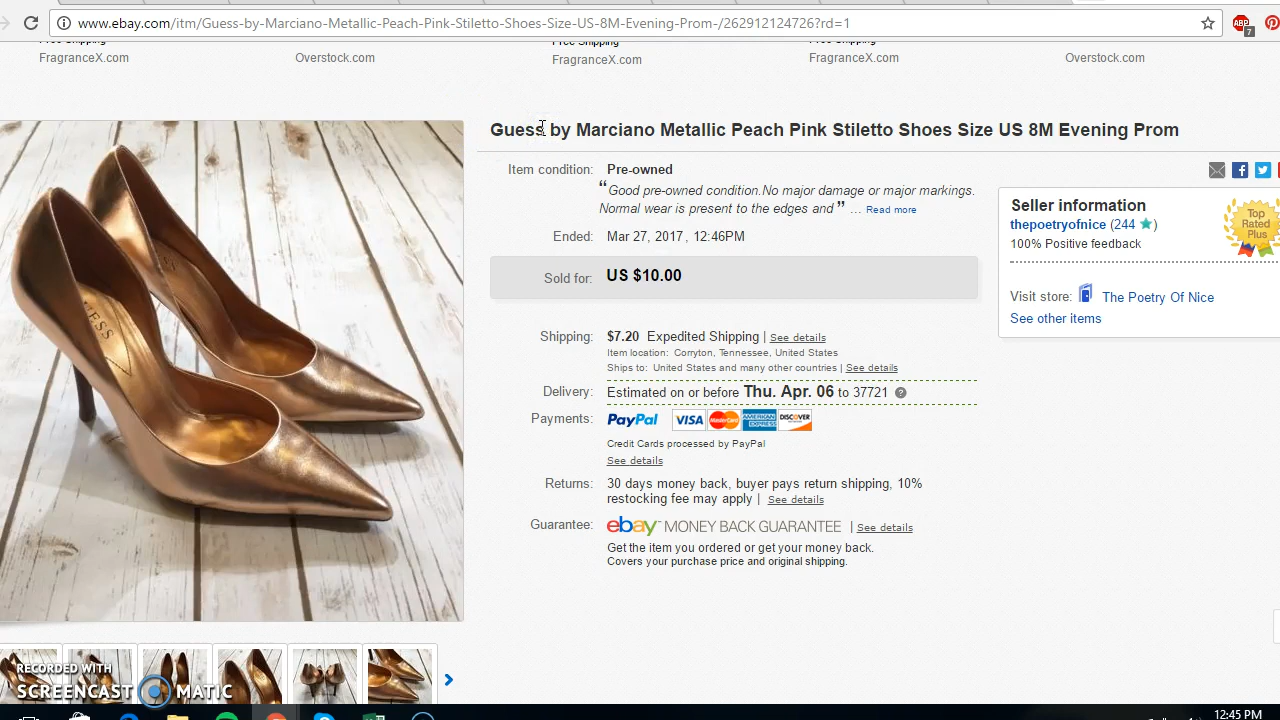 www.ebay.com/itm/Guess-by-Marciano-Metallic-Peach-Pink-Stiletto-Shoes-Size-US-8M-Evening-Prom-/262912124726?rd=1
ABP
7
FragranceX.com
Overstock.com
Free Shipping
FragranceX.com
FragranceX.com
Overstock.com
Guess by Marciano Metallic Peach Pink Stiletto Shoes Size US 8M Evening Prom
Item condition: Pre-owned
“Good pre-owned condition.No major damage or major markings.
Normal wear is present to the edges and ” ... Read more
Ended: Mar 27, 2017 , 12:46PM
Sold for: US $10.00
Shipping: $7.20 Expedited Shipping | See details
Item location: Corryton, Tennessee, United States
Ships to: United States and many other countries | See details
Delivery: Estimated on or before Thu. Apr. 06 to 37721 ?
Payments: PayPal VISA MasterCard AMERICAN EXPRESS DISCOVER
Credit Cards processed by PayPal
See details
Returns: 30 days money back, buyer pays return shipping, 10%
restocking fee may apply | See details
Guarantee: ebay™ MONEY BACK GUARANTEE | See details
Get the item you ordered or get your money back.
Covers your purchase price and original shipping.
Seller information
thepoetryofnice (244 )
100% Positive feedback
Top
Rated
Plus
Visit store: The Poetry Of Nice
See other items
RECORDED WITH
SCREENCAST MATIC
12:45 PM